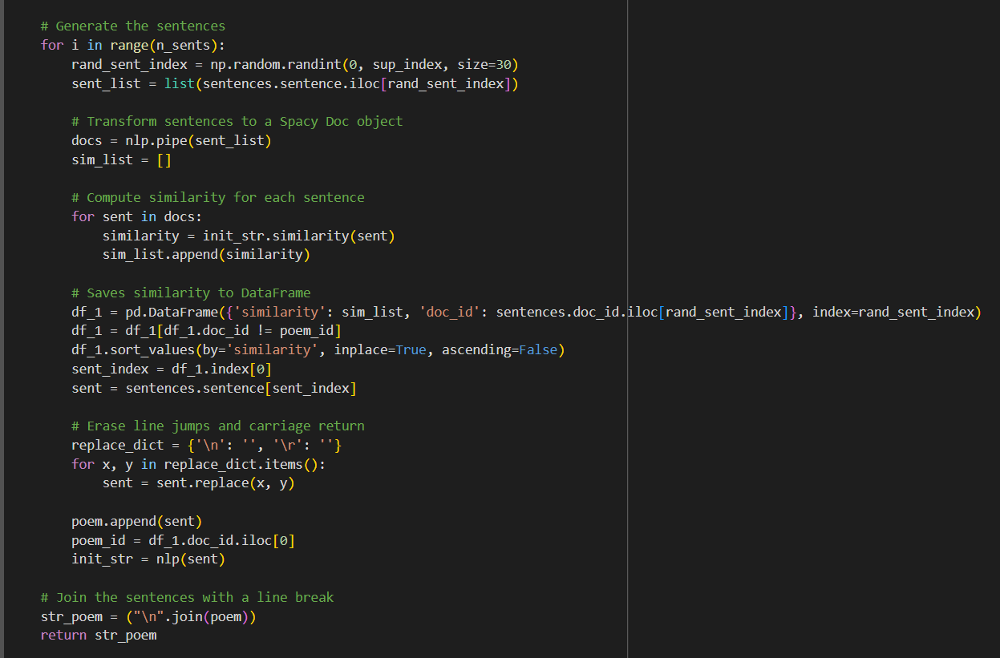 # Generate the sentences
for i in range(n_sents):
    rand_sent_index = np.random.randint(0, sup_index, size=30)
    sent_list = list(sentences.sentence.iloc[rand_sent_index])

    # Transform sentences to a Spacy Doc object
    docs = nlp.pipe(sent_list)
    sim_list = []

    # Compute similarity for each sentence
    for sent in docs:
        similarity = init_str.similarity(sent)
        sim_list.append(similarity)

    # Saves similarity to DataFrame
    df_1 = pd.DataFrame({'similarity': sim_list, 'doc_id': sentences.doc_id.iloc[rand_sent_index]}, index=rand_sent_index)
    df_1 = df_1[df_1.doc_id != poem_id]
    df_1.sort_values(by='similarity', inplace=True, ascending=False)
    sent_index = df_1.index[0]
    sent = sentences.sentence[sent_index]

    # Erase line jumps and carriage return
    replace_dict = {'\n': '', '\r': ''}
    for x, y in replace_dict.items():
        sent = sent.replace(x, y)

    poem.append(sent)
    poem_id = df_1.doc_id.iloc[0]
    init_str = nlp(sent)

# Join the sentences with a line break
str_poem = ("\n".join(poem))
return str_poem